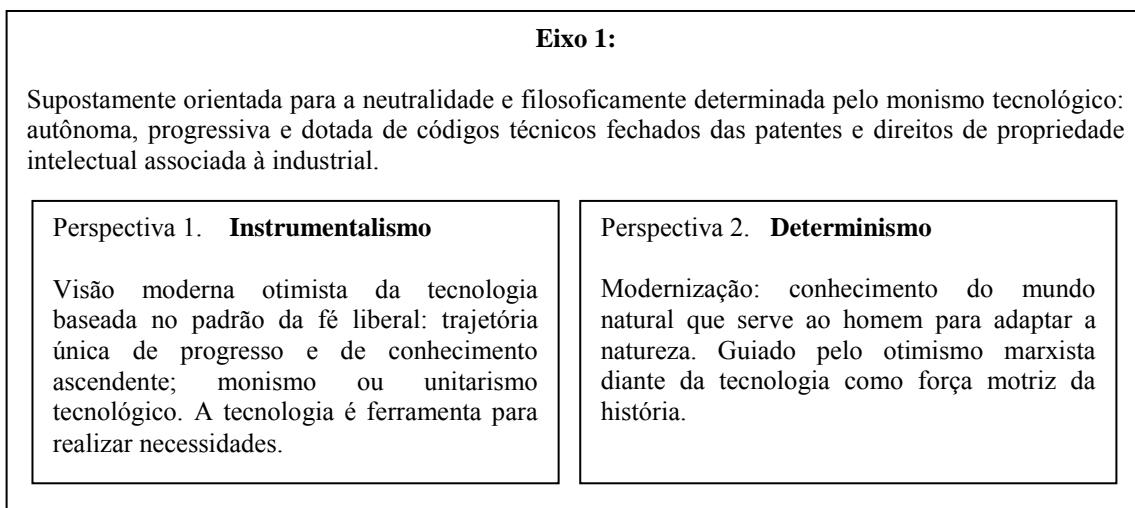 Eixo 1:
Supostamente orientada para a neutralidade e filosoficamente determinada pelo monismo tecnológico:
autônoma, progressiva e dotada de códigos técnicos fechados das patentes e direitos de propriedade
intelectual associada à industrial.
Perspectiva 1. Instrumentalismo
Visão moderna otimista da tecnologia
baseada no padrão da fé liberal: trajetória
única de progresso e de conhecimento
ascendente; monismo ou unitarismo
tecnológico. A tecnologia é ferramenta para
realizar necessidades.
Perspectiva 2. Determinismo
Modernização: conhecimento do mundo
natural que serve ao homem para adaptar a
natureza. Guiado pelo otimismo marxista
diante da tecnologia como força motriz da
história.